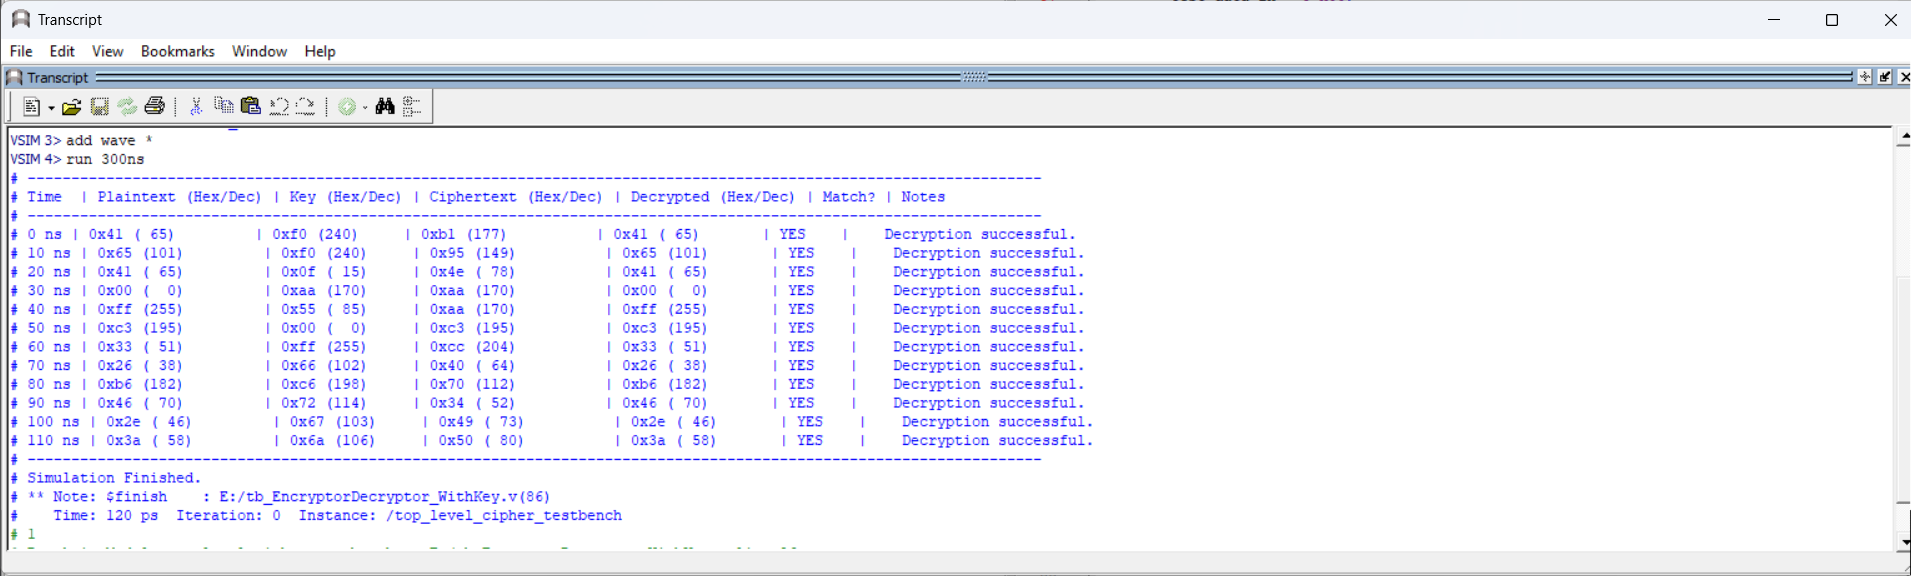 Transcript
File Edit View Bookmarks Window Help
Transcript
VSIM 3> add wave *
VSIM 4> run 300ns
# ---------------------------------------------------------------------------------------------------------------------
# Time  | Plaintext (Hex/Dec) | Key (Hex/Dec) | Ciphertext (Hex/Dec) | Decrypted (Hex/Dec) | Match? | Notes
# ---------------------------------------------------------------------------------------------------------------------
# 0 ns | 0x41 ( 65)          | 0xf0 (240)     | 0xb1 (177)          | 0x41 ( 65)        | YES    |    Decryption successful.
# 10 ns | 0x65 (101)          | 0xf0 (240)     | 0x95 (149)          | 0x65 (101)        | YES    |    Decryption successful.
# 20 ns | 0x41 ( 65)          | 0x0f ( 15)     | 0x4e ( 78)          | 0x41 ( 65)        | YES    |    Decryption successful.
# 30 ns | 0x00 (  0)          | 0xaa (170)     | 0xaa (170)          | 0x00 (  0)        | YES    |    Decryption successful.
# 40 ns | 0xff (255)          | 0x55 ( 85)     | 0xaa (170)          | 0xff (255)        | YES    |    Decryption successful.
# 50 ns | 0xc3 (195)          | 0x00 (  0)     | 0xc3 (195)          | 0xc3 (195)        | YES    |    Decryption successful.
# 60 ns | 0x33 ( 51)          | 0xff (255)     | 0xcc (204)          | 0x33 ( 51)        | YES    |    Decryption successful.
# 70 ns | 0x26 ( 38)          | 0x66 (102)     | 0x40 ( 64)          | 0x26 ( 38)        | YES    |    Decryption successful.
# 80 ns | 0xb6 (182)          | 0xc6 (198)     | 0x70 (112)          | 0xb6 (182)        | YES    |    Decryption successful.
# 90 ns | 0x46 ( 70)          | 0x72 (114)     | 0x34 ( 52)          | 0x46 ( 70)        | YES    |    Decryption successful.
# 100 ns | 0x2e ( 46)          | 0x67 (103)     | 0x49 ( 73)          | 0x2e ( 46)        | YES    |    Decryption successful.
# 110 ns | 0x3a ( 58)          | 0x6a (106)     | 0x50 ( 80)          | 0x3a ( 58)        | YES    |    Decryption successful.
# ---------------------------------------------------------------------------------------------------------------------
# Simulation Finished.
# ** Note: $finish    : E:/tb_EncryptorDecryptor_WithKey.v(86)
#    Time: 120 ps  Iteration: 0  Instance: /top_level_cipher_testbench
# 1